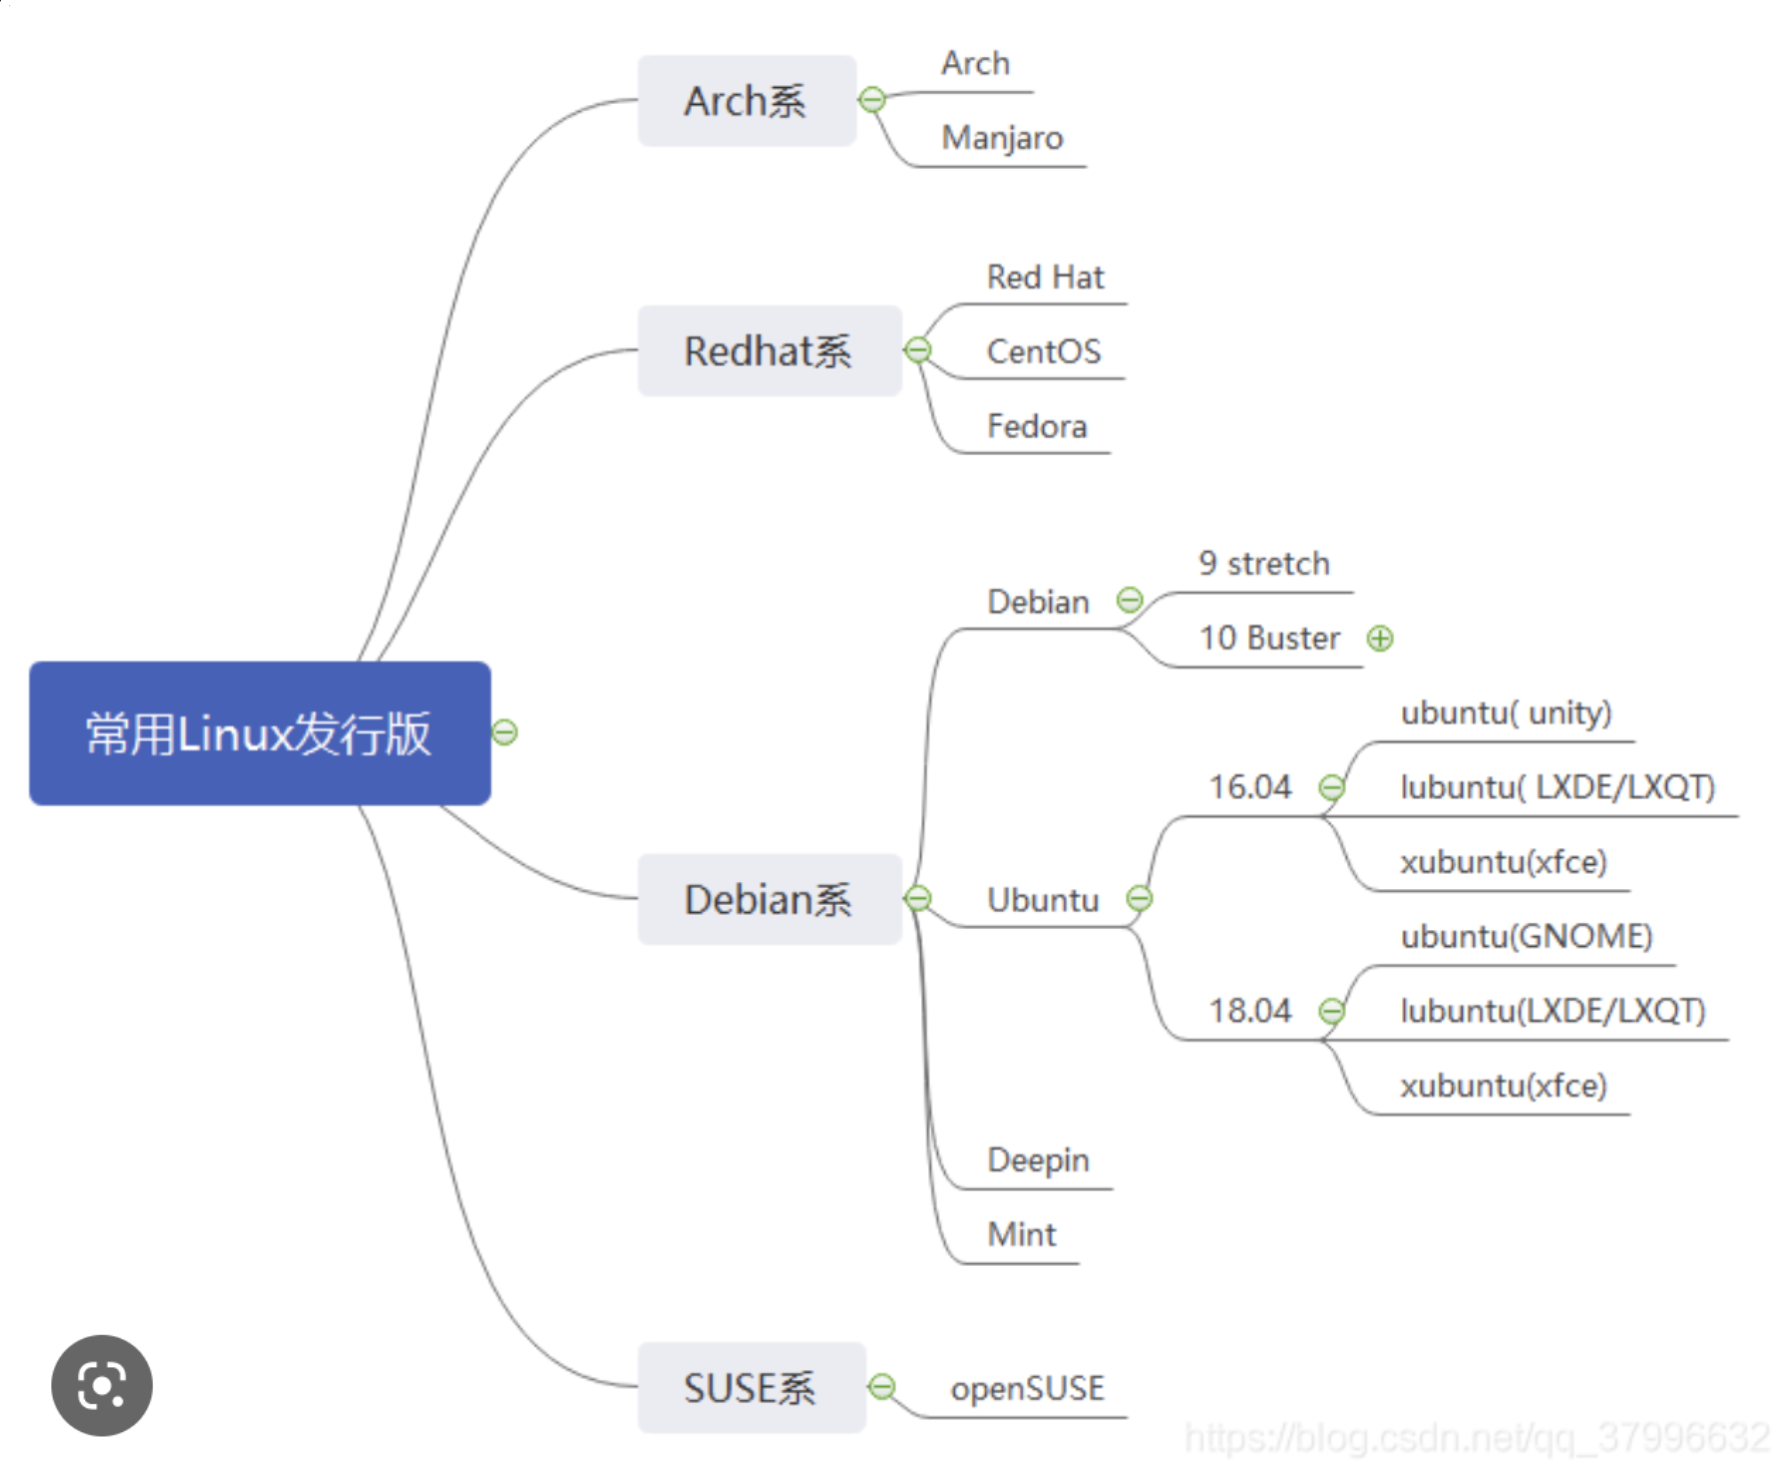 常用Linux发行版
Arch系
Arch
Manjaro
Redhat系
Red Hat
CentOS
Fedora
Debian系
Debian
9 stretch
10 Buster
Ubuntu
16.04
ubuntu( unity)
lubuntu( LXDE/LXQT)
xubuntu(xfce)
18.04
ubuntu(GNOME)
lubuntu(LXDE/LXQT)
xubuntu(xfce)
Deepin
Mint
SUSE系
openSUSE
https://blog.csdn.net/qq_37996632